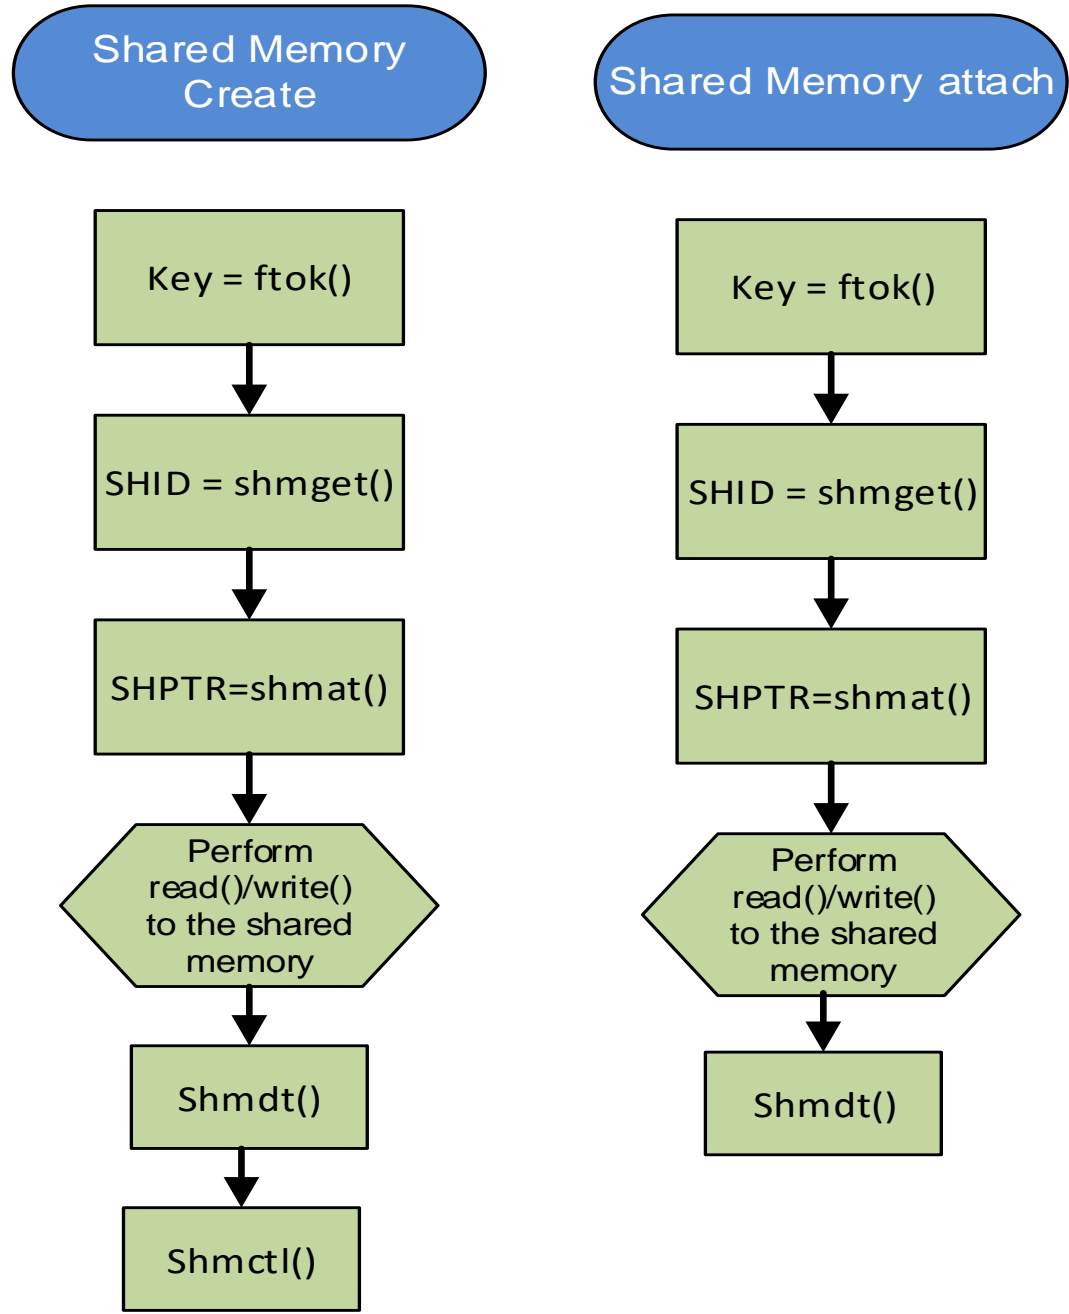 Shared Memory
Create
Key = ftok()
SHID = shmget()
SHPTR=shmat()
Perform
read()/write()
to the shared
memory
Shmdt()
Shmctl()
Shared Memory attach
Key = ftok()
SHID = shmget()
SHPTR=shmat()
Perform
read()/write()
to the shared
memory
Shmdt()